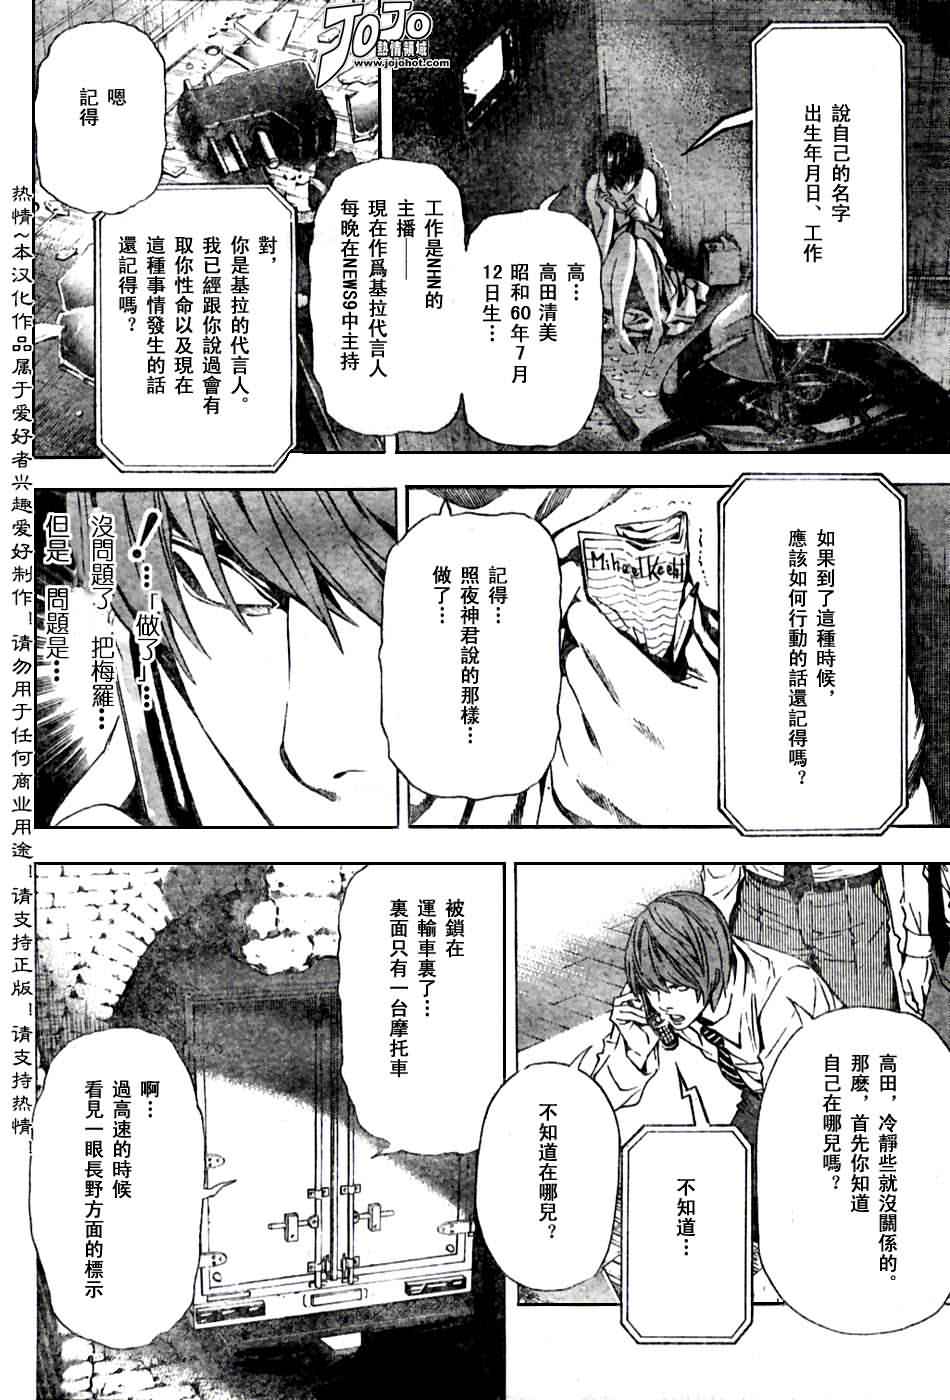 JOJO
熱情領域
www.jojohot.com
說自己的名字
出生年月日、工作
高…
高田清美
昭和60年7月
12日生…
工作是NHN的
主播——
現在作爲基拉代言人
每晚在NEWS9中主持
嗯
記得
對,
你是基拉的代言人。
我已經跟你說過會有
取你性命以及現在
這種事情發生的話
還記得嗎?
如果到了這種時候,
應該如何行動的話還記得嗎?
Mihael Keehl
記得…
照夜神君說的那樣…
做了…
!……「做了」…
沒問題了 把梅羅…
但是 問題是…
高田,冷靜些就沒關係的。
那麽,首先你知道
自己在哪兒嗎?
不知道…
不知道在哪兒?
被鎖在
運輸車裏了…
裏面只有一台摩托車
啊…
過高速的時候
看見一眼長野方面的標示
热情~本汉化作品属于爱好者兴趣爱好制作!请勿用于任何商业用途!请支持正版!请支持热情!